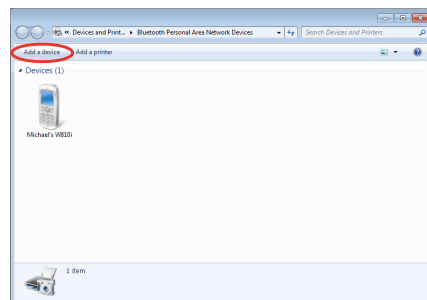 « Devices and Print... ▸ Bluetooth Personal Area Network Devices
Search Devices and Printers
Add a device Add a printer
Devices (1)
Michael's W810i
1 item